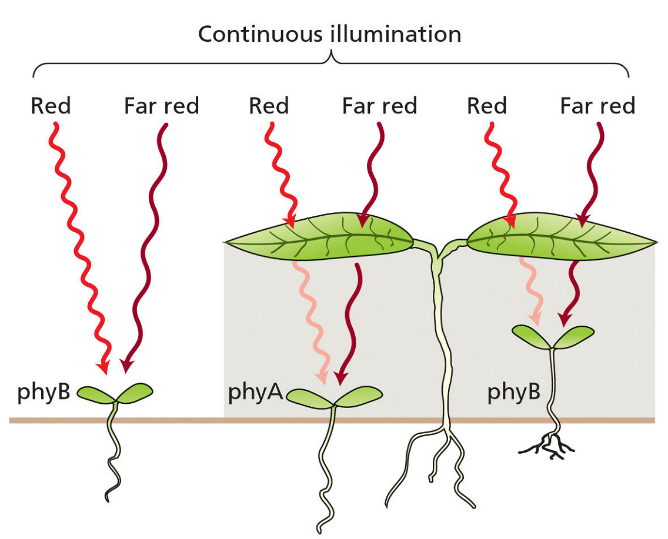 Continuous illumination
Red Far red Red Far red Red Far red
phyB phyA phyB